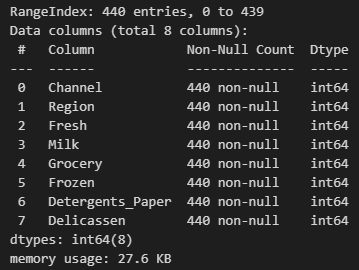 RangeIndex: 440 entries, 0 to 439
Data columns (total 8 columns):
 #   Column            Non-Null Count  Dtype
---  ------            --------------  -----
 0   Channel           440 non-null    int64
 1   Region            440 non-null    int64
 2   Fresh             440 non-null    int64
 3   Milk              440 non-null    int64
 4   Grocery           440 non-null    int64
 5   Frozen            440 non-null    int64
 6   Detergents_Paper  440 non-null    int64
 7   Delicassen        440 non-null    int64
dtypes: int64(8)
memory usage: 27.6 KB